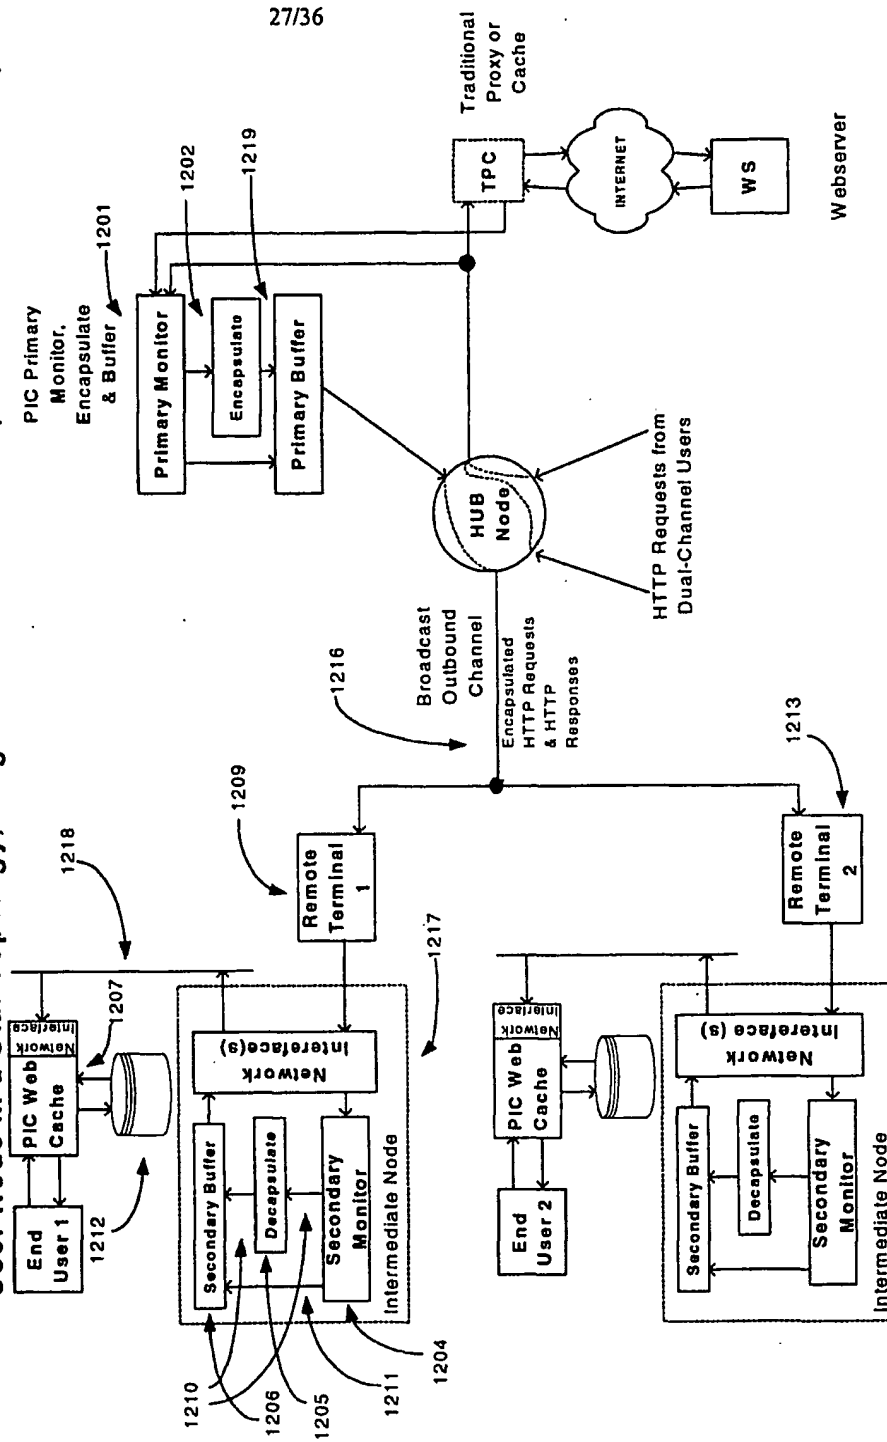 27/36
PIC Primary
Monitor,
Encapsulate
& Buffer
1201
1202
1219
Primary Monitor
Encapsulate
Primary Buffer
Traditional
Proxy or
Cache
TPC
INTERNET
WS
Webserver
HUB
Node
HTTP Requests from
Dual-Channel Users
Broadcast
Outbound
Channel
1216
Encapsulated
HTTP Requests
& HTTP
Responses
1218
1209
1213
Remote
Terminal
1
Remote
Terminal
2
1217
1207
Network
Interface
PIC Web
Cache
End
User 1
1212
Network
Intereface(s)
Secondary Buffer
Decapsulate
Secondary
Monitor
Intermediate Node
1210
1206
1205
1211
1204
Network
Interface
PIC Web
Cache
End
User 2
Network
Intereface (s)
Secondary Buffer
Decapsulate
Secondary
Monitor
Intermediate Node